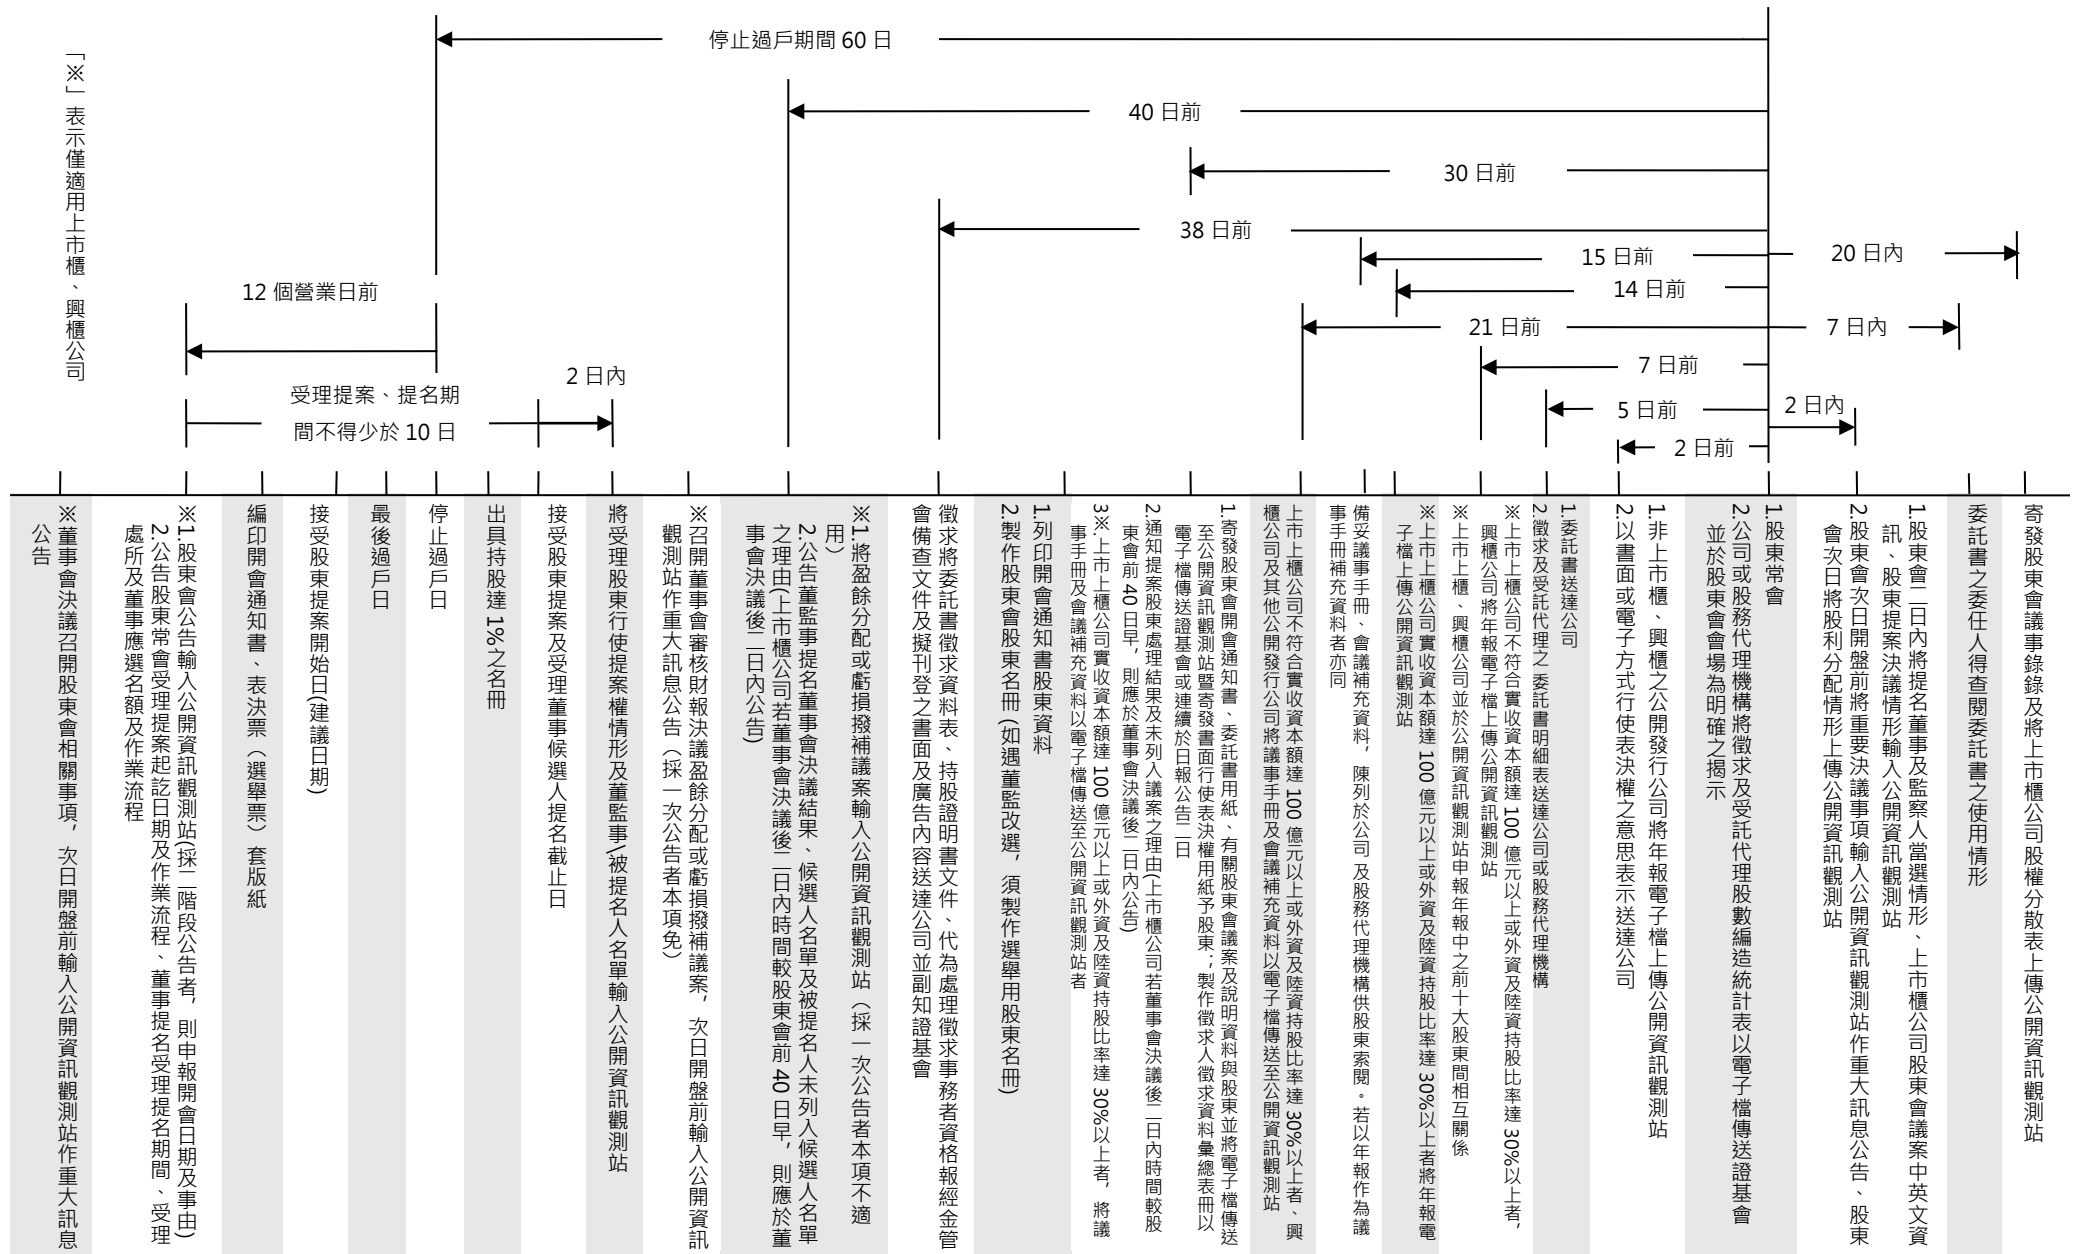 「※」表示僅適用上市櫃、興櫃公司
停止過戶期間 60 日
40 日前
30 日前
38 日前
15 日前
20 日內
14 日前
12 個營業日前
21 日前
7 日內
7 日前
2 日內
受理提案、提名期
間不得少於 10 日
5 日前
2 日內
2 日前
※董事會決議召開股東會相關事項，次日開盤前輸入公開資訊觀測站作重大訊息
公告
※1.股東會公告輸入公開資訊觀測站(採二階段公告者，則申報開會日期及事由)
2.公告股東常會受理提案起訖日期及作業流程、董事提名受理提名期間、受理
處所及董事應選名額及作業流程
編印開會通知書、表決票（選舉票）套版紙
接受股東提案開始日(建議日期)
最後過戶日
停止過戶日
出具持股達 1%之名冊
接受股東提案及受理董事候選人提名截止日
將受理股東行使提案權情形及董監事\被提名人名單輸入公開資訊觀測站
※召開董事會審核財報決議盈餘分配或虧損撥補議案，次日開盤前輸入公開資訊
觀測站作重大訊息公告（採一次公告者本項免）
※1.將盈餘分配或虧損撥補議案輸入公開資訊觀測站（採一次公告者本項不適
用）
2.公告董監事提名董事會決議結果、候選人名單及被提名人未列入候選人名單
之理由(上市櫃公司若董事會決議後二日內時間較股東會前 40 日早，則應於董
事會決議後二日內公告)
徵求將委託書徵求資料表、持股證明書文件、代為處理徵求事務者資格報經金管
會備查文件及擬刊登之書面及廣告內容送達公司並副知證基會
1.列印開會通知書股東資料
2.製作股東會股東名冊 (如遇董監改選，須製作選舉用股東名冊)
1.寄發股東會開會通知書、委託書用紙、有關股東會議案及說明資料與股東並將電子檔傳送
至公開資訊觀測站暨寄發書面行使表決權用紙予股東；製作徵求人徵求資料彙總表冊以
電子檔傳送證基會或連續於日報公告二日
2.通知提案股東處理結果及未列入議案之理由(上市櫃公司若董事會決議後二日內時間較股
東會前 40 日早，則應於董事會決議後二日內公告)
3※.上市上櫃公司實收資本額達 100 億元以上或外資及陸資持股比率達 30%以上者，將議
事手冊及會議補充資料以電子檔傳送至公開資訊觀測站者
上市上櫃公司不符合實收資本額達 100 億元以上或外資及陸資持股比率達 30%以上者、興
櫃公司及其他公開發行公司將議事手冊及會議補充資料以電子檔傳送至公開資訊觀測站
備妥議事手冊、會議補充資料，陳列於公司及股務代理機構供股東索閱。若以年報作為議
事手冊補充資料者亦同
※上市上櫃公司實收資本額達 100 億元以上或外資及陸資持股比率達 30%以上者將年報電
子檔上傳公開資訊觀測站
※上市上櫃公司不符合實收資本額達 100 億元以上或外資及陸資持股比率達 30%以上者，
興櫃公司將年報電子檔上傳公開資訊觀測站
※上市上櫃、興櫃公司並於公開資訊觀測站申報年報中之前十大股東間相互關係
1.委託書送達公司
2.徵求及受託代理之委託書明細表送達公司或股務代理機構
1.非上市櫃、興櫃之公開發行公司將年報電子檔上傳公開資訊觀測站
2.以書面或電子方式行使表決權之意思表示送達公司
1.股東常會
2.公司或股務代理機構將徵求及受託代理股數編造統計表以電子檔傳送證基會
並於股東會會場為明確之揭示
1.股東會二日內將提名董事及監察人當選情形、上市櫃公司股東會議案中英文資
訊、股東提案決議情形輸入公開資訊觀測站
2.股東會次日開盤前將重要決議事項輸入公開資訊觀測站作重大訊息公告、股東
會次日將股利分配情形上傳公開資訊觀測站
委託書之委任人得查閱委託書之使用情形
寄發股東會議事錄錄及將上市櫃公司股權分散表上傳公開資訊觀測站